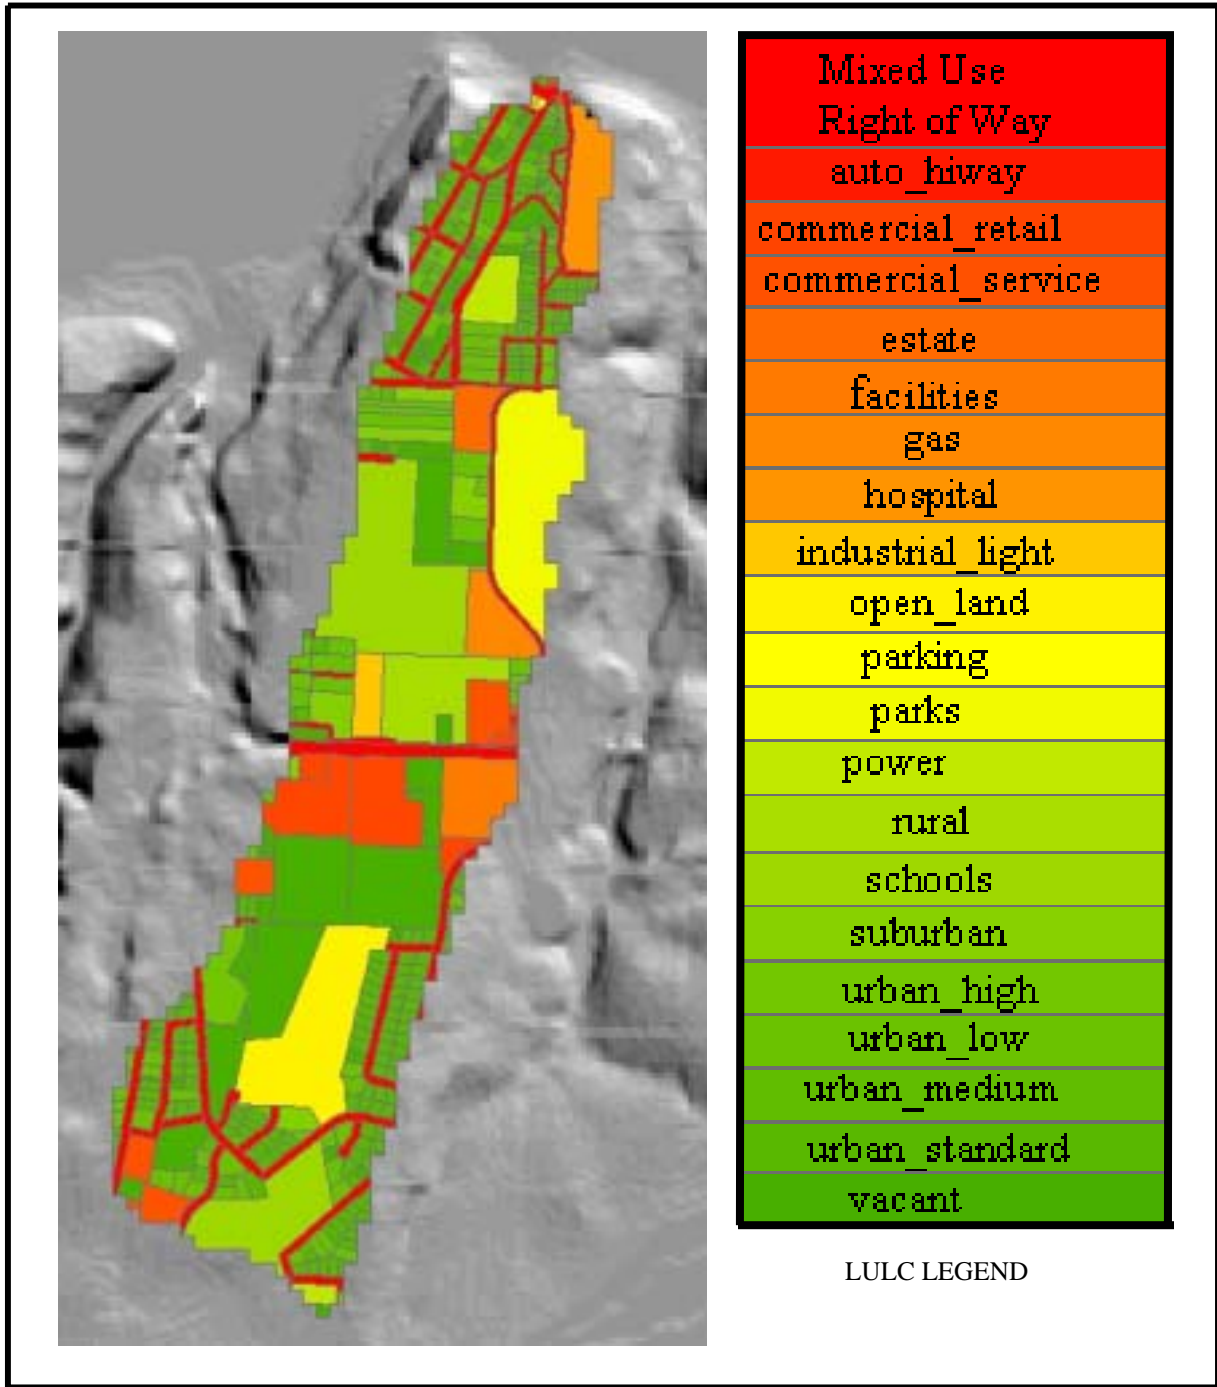 Mixed Use
Right of Way
auto_hiway
commercial_retail
commercial_service
estate
facilities
gas
hospital
industrial_light
open_land
parking
parks
power
rural
schools
suburban
urban_high
urban_low
urban_medium
urban_standard
vacant
LULC LEGEND